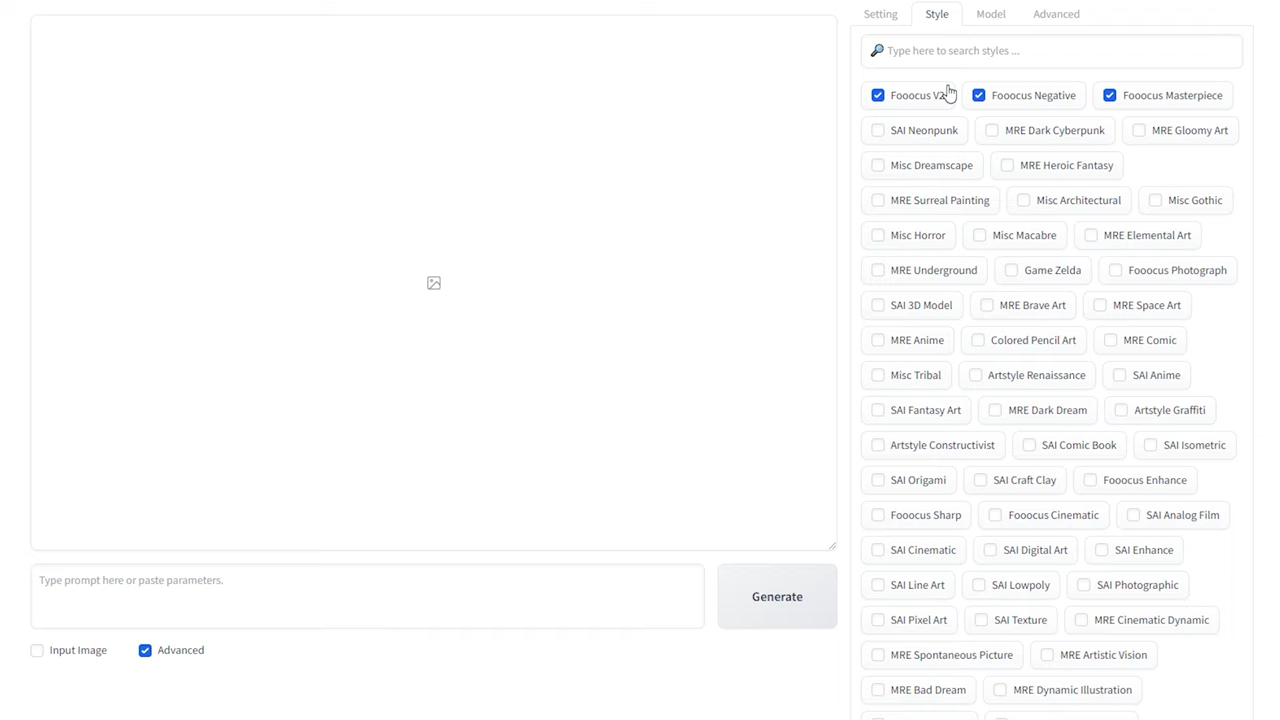 Setting Style Model Advanced
🔎 Type here to search styles ...
Fooocus V2 Fooocus Negative Fooocus Masterpiece
SAI Neonpunk MRE Dark Cyberpunk MRE Gloomy Art
Misc Dreamscape MRE Heroic Fantasy
MRE Surreal Painting Misc Architectural Misc Gothic
Misc Horror Misc Macabre MRE Elemental Art
MRE Underground Game Zelda Fooocus Photograph
SAI 3D Model MRE Brave Art MRE Space Art
MRE Anime Colored Pencil Art MRE Comic
Misc Tribal Artstyle Renaissance SAI Anime
SAI Fantasy Art MRE Dark Dream Artstyle Graffiti
Artstyle Constructivist SAI Comic Book SAI Isometric
SAI Origami SAI Craft Clay Fooocus Enhance
Fooocus Sharp Fooocus Cinematic SAI Analog Film
SAI Cinematic SAI Digital Art SAI Enhance
SAI Line Art SAI Lowpoly SAI Photographic
SAI Pixel Art SAI Texture MRE Cinematic Dynamic
MRE Spontaneous Picture MRE Artistic Vision
MRE Bad Dream MRE Dynamic Illustration
Type prompt here or paste parameters.
Generate
Input Image Advanced